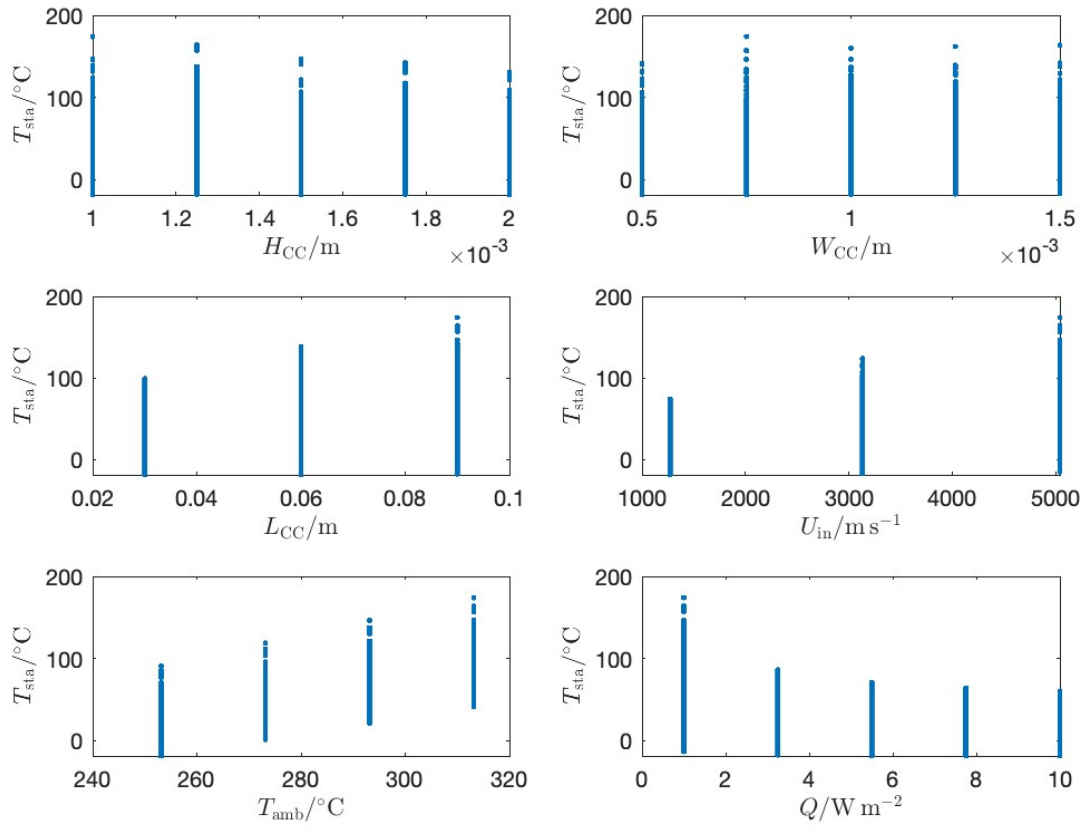 200 200
T_sta/°C 100 T_sta/°C 100
0 0
1 1.2 1.4 1.6 1.8 2 0.5 1 1.5
H_CC/m ×10^-3 W_CC/m ×10^-3
200 200
T_sta/°C 100 T_sta/°C 100
0 0
0.02 0.04 0.06 0.08 0.1 1000 2000 3000 4000 5000
L_CC/m U_in/m s^-1
200 200
T_sta/°C 100 T_sta/°C 100
0 0
240 260 280 300 320 0 2 4 6 8 10
T_amb/°C Q/W m^-2